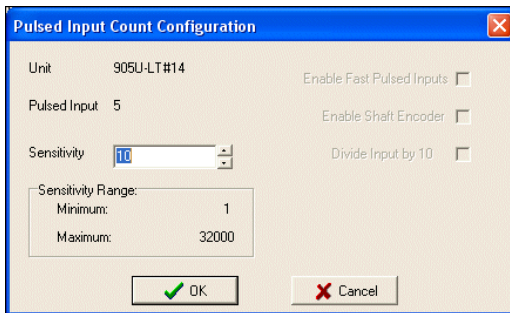 Pulsed Input Count Configuration
Unit 905U-LT#14
Enable Fast Pulsed Inputs
Pulsed Input 5
Enable Shaft Encoder
Sensitivity 10
Divide Input by 10
Sensitivity Range:
Minimum: 1
Maximum: 32000
OK
Cancel